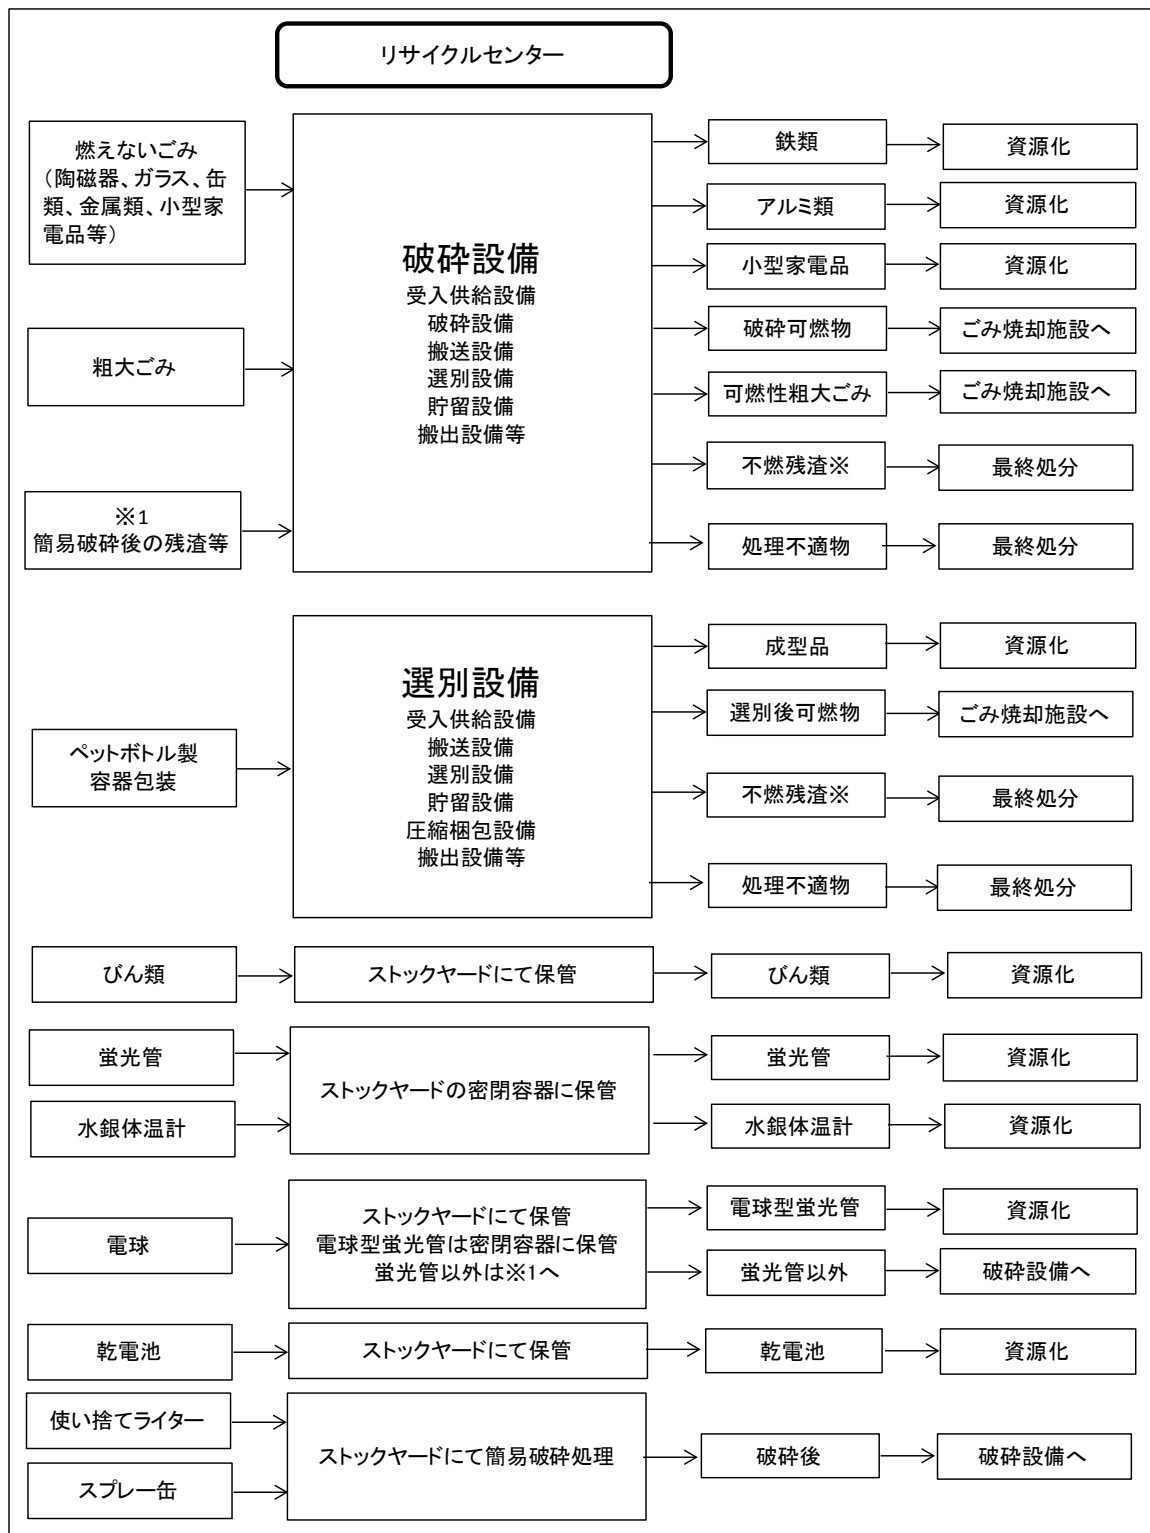 リサイクルセンター
燃えないごみ
（陶磁器、ガラス、缶
類、金属類、小型家
電品等）
粗大ごみ
※1
簡易破砕後の残渣等
破砕設備
受入供給設備
破砕設備
搬送設備
選別設備
貯留設備
搬出設備等
鉄類
資源化
アルミ類
資源化
小型家電品
資源化
破砕可燃物
ごみ焼却施設へ
可燃性粗大ごみ
ごみ焼却施設へ
不燃残渣※
最終処分
処理不適物
最終処分
ペットボトル製
容器包装
選別設備
受入供給設備
搬送設備
選別設備
貯留設備
圧縮梱包設備
搬出設備等
成型品
資源化
選別後可燃物
ごみ焼却施設へ
不燃残渣※
最終処分
処理不適物
最終処分
びん類
ストックヤードにて保管
びん類
資源化
蛍光管
水銀体温計
ストックヤードの密閉容器に保管
蛍光管
資源化
水銀体温計
資源化
電球
ストックヤードにて保管
電球型蛍光管は密閉容器に保管
蛍光管以外は※1へ
電球型蛍光管
資源化
蛍光管以外
破砕設備へ
乾電池
ストックヤードにて保管
乾電池
資源化
使い捨てライター
スプレー缶
ストックヤードにて簡易破砕処理
破砕後
破砕設備へ